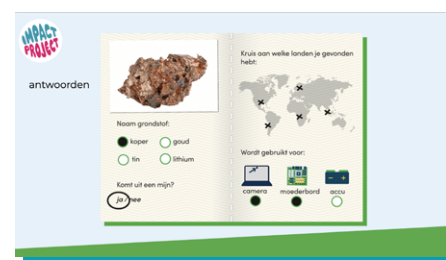 IMPACT
PROJECT
antwoorden
Naam grondstof:
koper goud
tin lithium
Komt uit een mijn?
ja / nee
Kruis aan welke landen je gevonden
hebt:
Wordt gebruikt voor:
camera moederbord accu